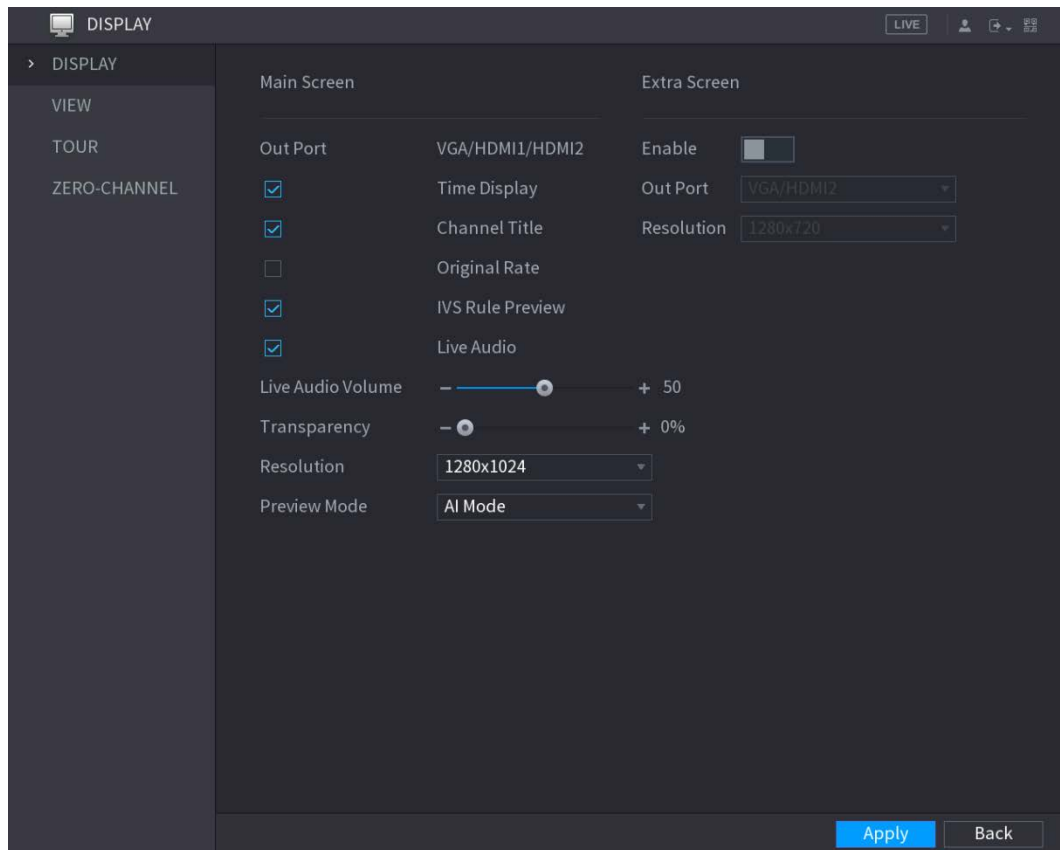 DISPLAY
LIVE
DISPLAY
VIEW
TOUR
ZERO-CHANNEL
Main Screen
Extra Screen
Out Port VGA/HDMI1/HDMI2
Enable
Time Display
Out Port VGA/HDMI2
Channel Title
Resolution 1280x720
Original Rate
IVS Rule Preview
Live Audio
Live Audio Volume − + 50
Transparency − + 0%
Resolution 1280x1024
Preview Mode AI Mode
Apply Back